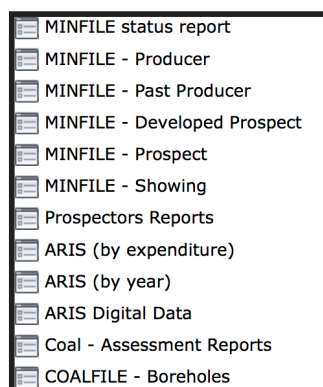 MINFILE status report
MINFILE - Producer
MINFILE - Past Producer
MINFILE - Developed Prospect
MINFILE - Prospect
MINFILE - Showing
Prospectors Reports
ARIS (by expenditure)
ARIS (by year)
ARIS Digital Data
Coal - Assessment Reports
COALFILE - Boreholes